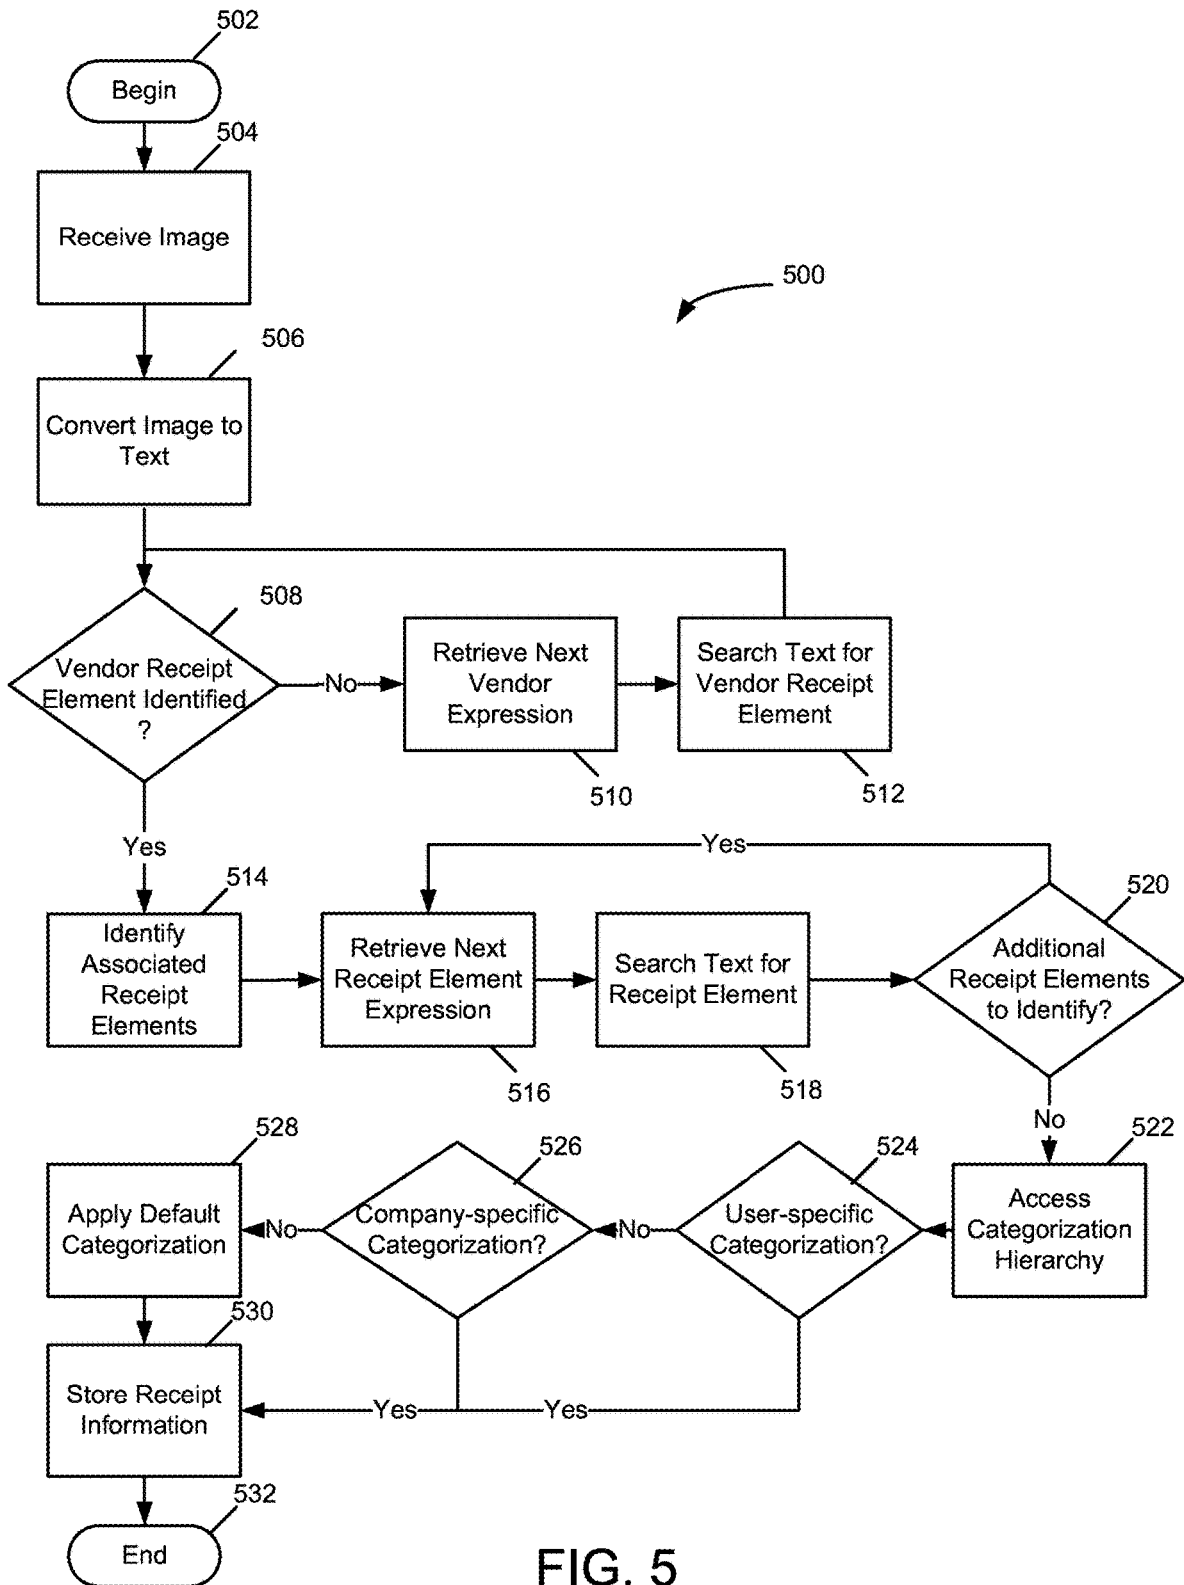 502
Begin
504
Receive Image
500
506
Convert Image to
Text
508
Vendor Receipt
Element Identified
?
No
Retrieve Next
Vendor
Expression
510
Search Text for
Vendor Receipt
Element
512
Yes
514
Identify
Associated
Receipt
Elements
Retrieve Next
Receipt Element
Expression
516
Search Text for
Receipt Element
518
Yes
520
Additional
Receipt Elements
to Identify?
No
522
Access
Categorization
Hierarchy
524
User-specific
Categorization?
No
526
Company-specific
Categorization?
No
528
Apply Default
Categorization
530
Store Receipt
Information
Yes
Yes
532
End
FIG. 5